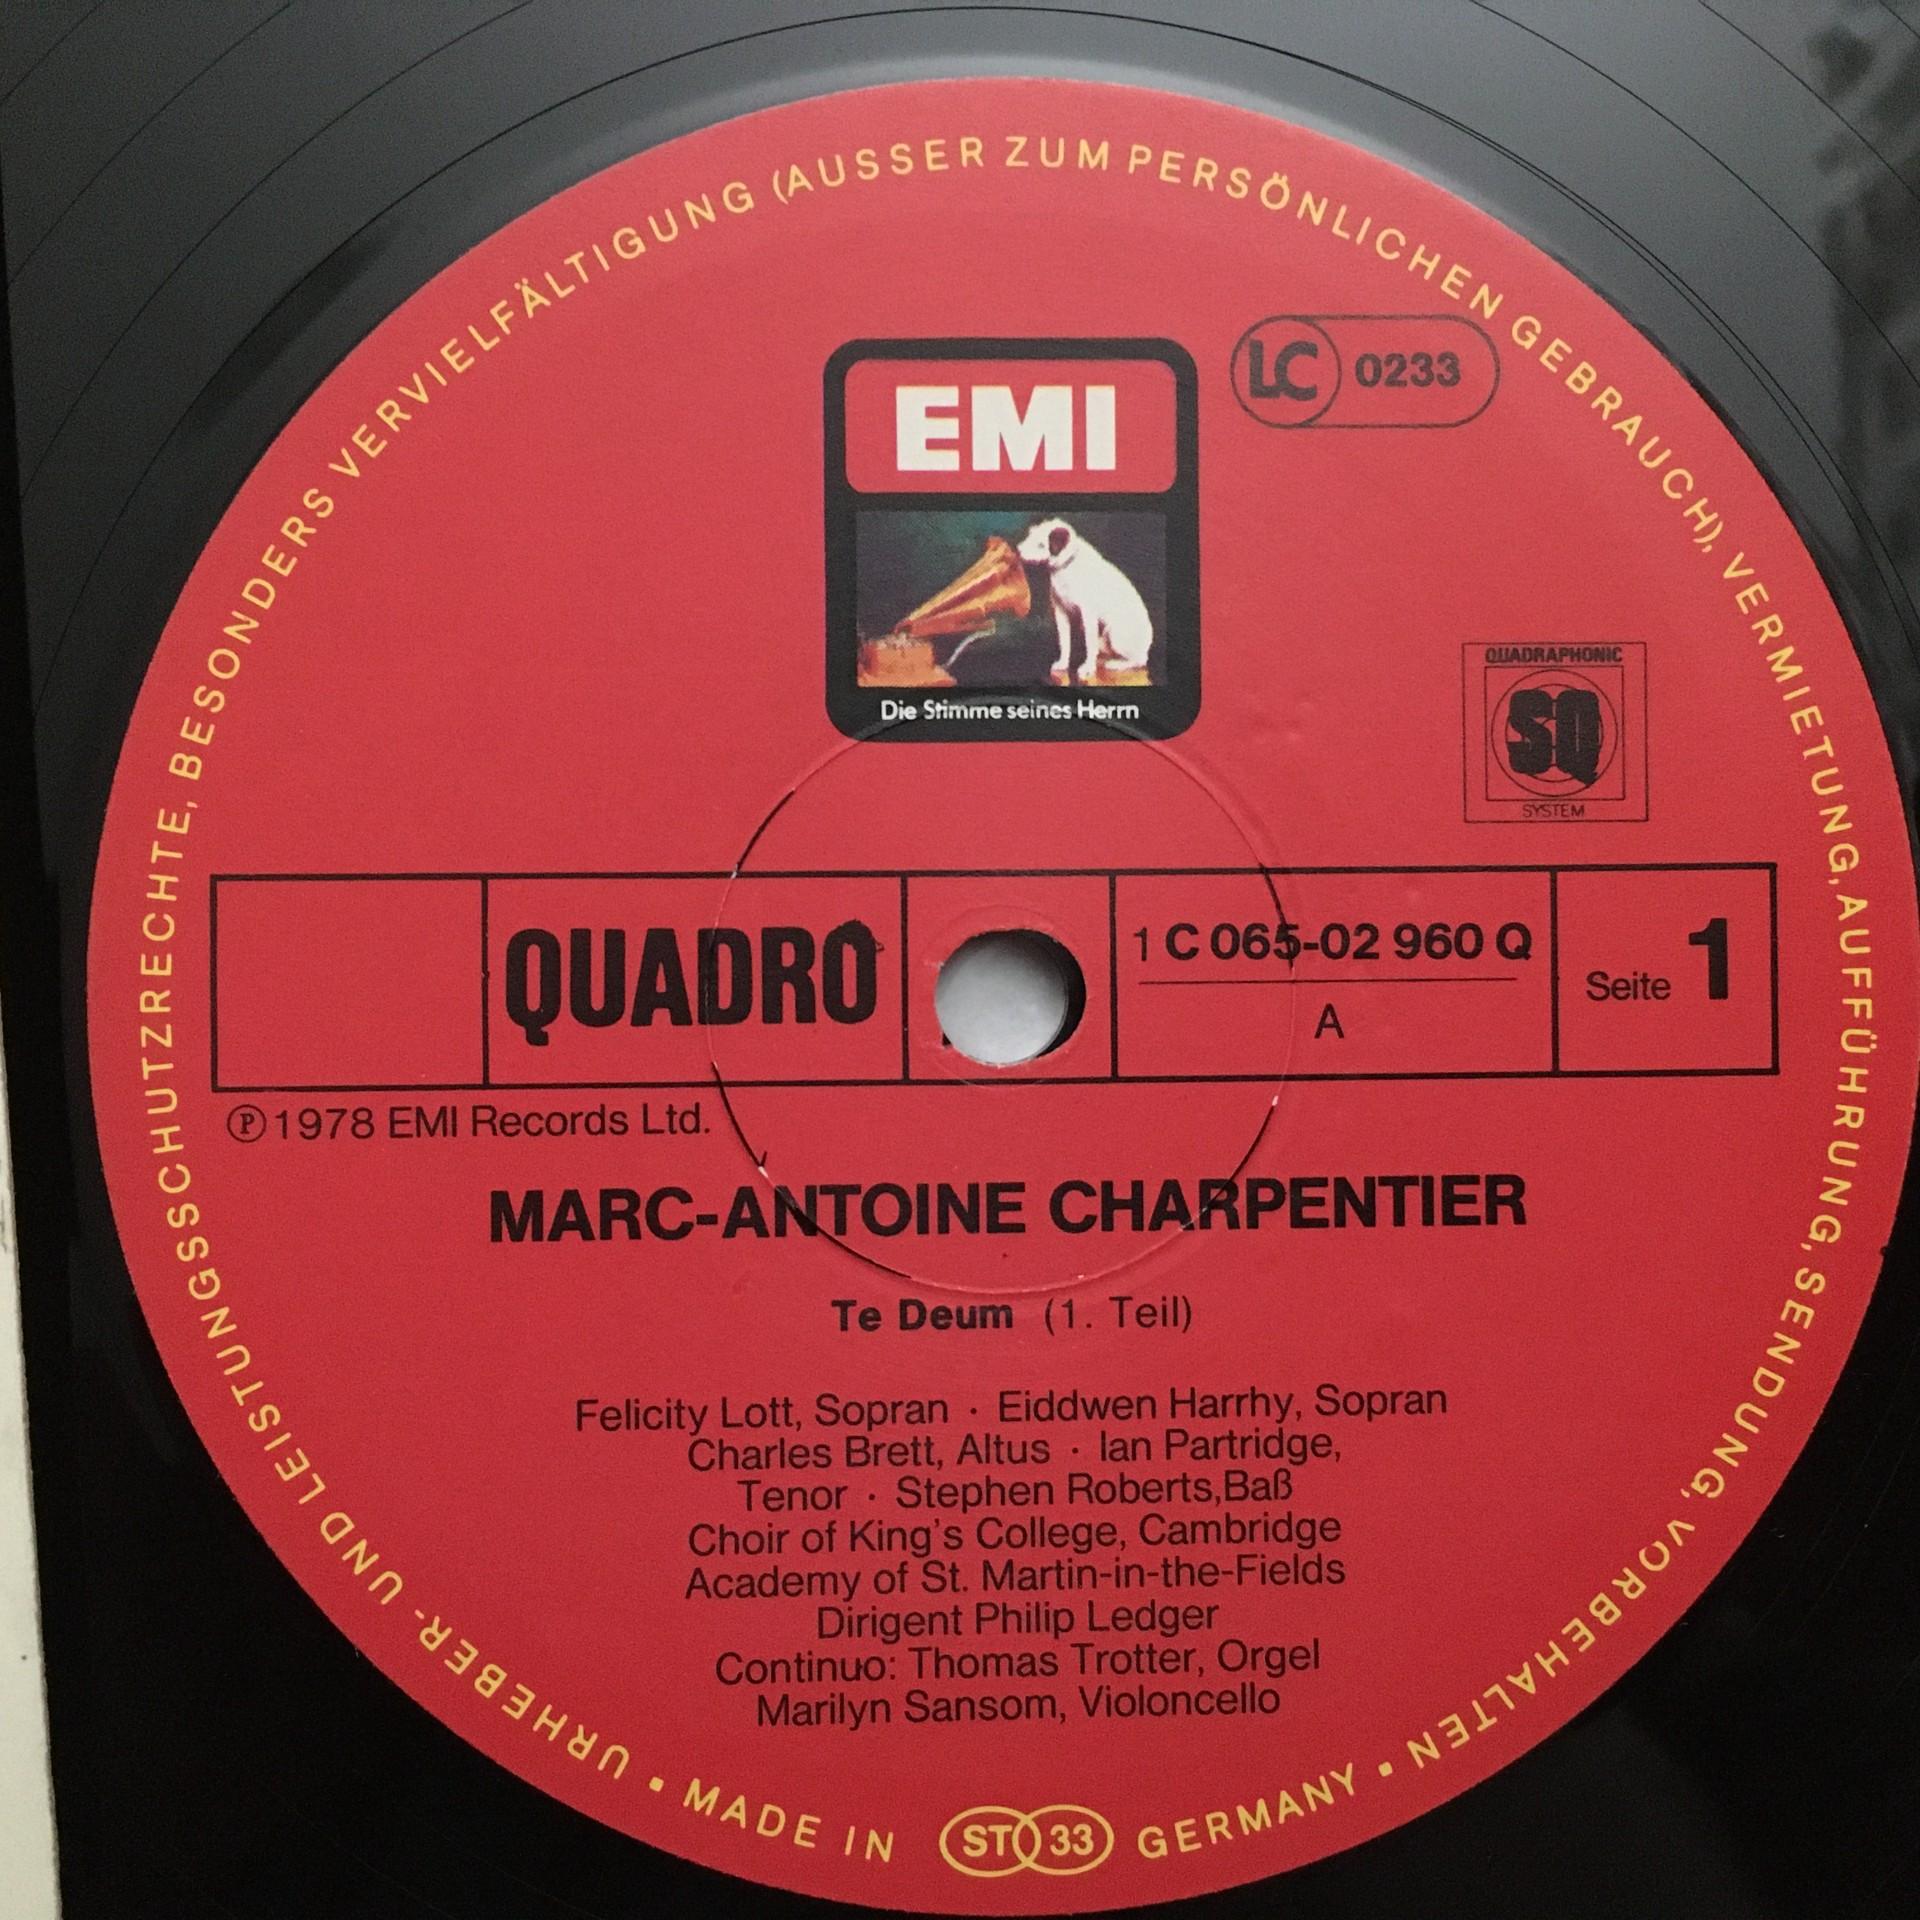 URHEBER- UND LEISTUNGSSCHUTZRECHTE, BESONDERS VERVIELFÄLTIGUNG (AUSSER ZUM PERSÖNLICHEN GEBRAUCH), VERMIETUNG, AUFFÜHRUNG, SENDUNG, VORBEHALTEN •
EMI
LC 0233
Die Stimme seines Herrn
QUADRAPHONIC
SQ
SYSTEM
QUADRO
1 C 065-02 960 Q
A
Seite 1
℗ 1978 EMI Records Ltd.
MARC-ANTOINE CHARPENTIER
Te Deum (1. Teil)
Felicity Lott, Sopran · Eiddwen Harrhy, Sopran
Charles Brett, Altus · Ian Partridge,
Tenor · Stephen Roberts,Baß
Choir of King's College, Cambridge
Academy of St. Martin-in-the-Fields
Dirigent Philip Ledger
Continuo: Thomas Trotter, Orgel
Marilyn Sansom, Violoncello
• MADE IN ST 33 GERMANY